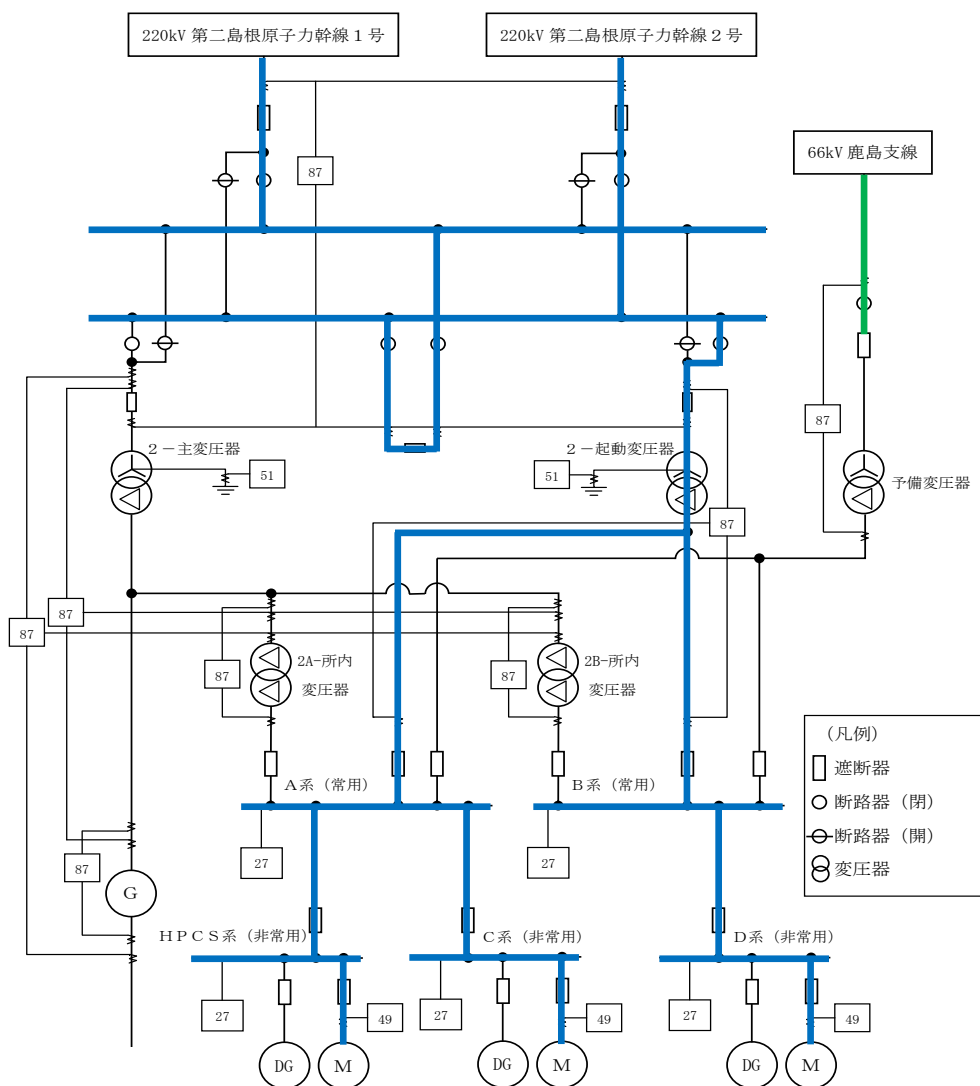 220kV 第二島根原子力幹線１号
220kV 第二島根原子力幹線２号
66kV 鹿島支線
87
87
２－主変圧器
51
２－起動変圧器
51
予備変圧器
87
87
87
87
2A-所内
変圧器
87
2B-所内
変圧器
（凡例）
遮断器
断路器（閉）
断路器（開）
変圧器
Ａ系（常用）
Ｂ系（常用）
27
27
87
G
ＨＰＣＳ系（非常用）
Ｃ系（非常用）
Ｄ系（非常用）
27
49
27
49
27
49
DG
M
DG
M
DG
M